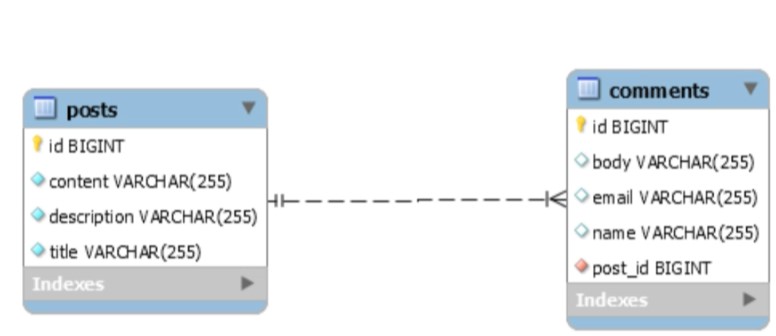 posts
id BIGINT
content VARCHAR(255)
description VARCHAR(255)
title VARCHAR(255)
Indexes
comments
id BIGINT
body VARCHAR(255)
email VARCHAR(255)
name VARCHAR(255)
post_id BIGINT
Indexes